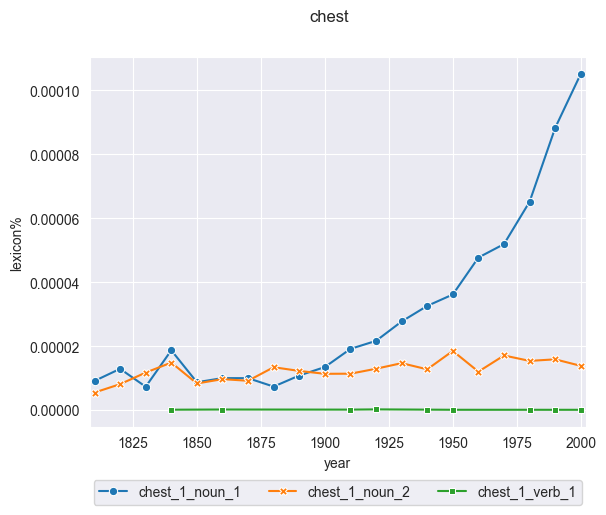 chest
0.00010
0.00008
0.00006
0.00004
0.00002
0.00000
lexicon%
1825 1850 1875 1900 1925 1950 1975 2000
year
chest_1_noun_1 chest_1_noun_2 chest_1_verb_1